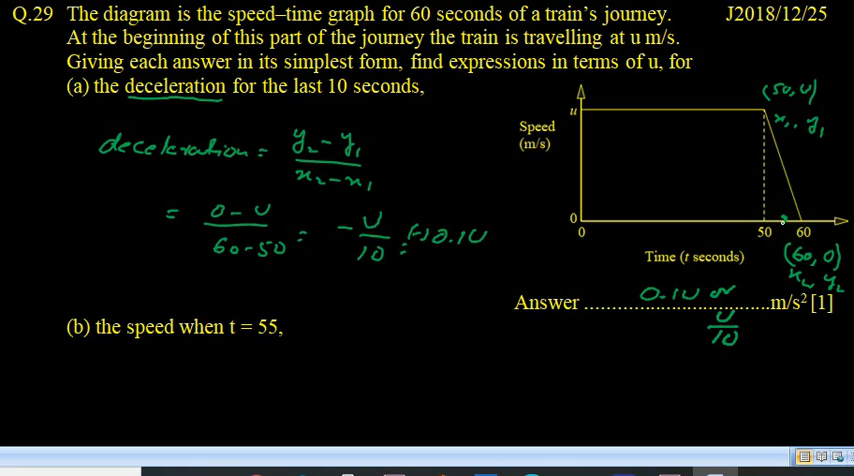 Q.29 The diagram is the speed–time graph for 60 seconds of a train's journey. J2018/12/25
At the beginning of this part of the journey the train is travelling at u m/s.
Giving each answer in its simplest form, find expressions in terms of u, for
(a) the deceleration for the last 10 seconds,
(50, u)
x₁, y₁
u
Speed
(m/s)
deceleration = y₂ - y₁ / x₂ - x₁
= 0 - u / 60 - 50 = - u / 10 = (-) 0.1u
0
0 50 60
Time (t seconds)
(60, 0)
x₂ y₂
0.1u or
Answer ....................................m/s² [1]
u / 10
(b) the speed when t = 55,